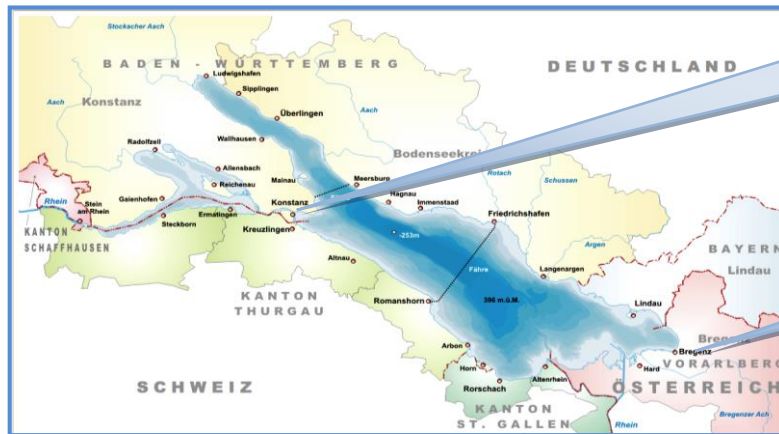 Stockacher Aach
BADEN - WÜRTTEMBERG
DEUTSCHLAND
Ludwigshafen
Sipplingen
Aach
Konstanz
Überlingen
Aach
Wallhausen
Radolfzell
Bodenseekrei
Allensbach
Mainau
Meersburg
Rotach
Schussen
Reichenau
Hagnau
Immenstaad
Gaienhofen
Rhein
Stein
am Rhein
Ermatingen
Konstanz
Friedrichshafen
KANTON
SCHAFFHAUSEN
Steckborn
Kreuzlingen
-253m
Argen
BAYERN
Altnau
Fähre
Langenargen
Lindau
KANTON
THURGAU
Romanshorn
396 m.ü.M.
Lindau
Bregenz
Arbon
Bregenz
VORARLBERG
Horn
Hard
SCHWEIZ
Rorschach
Altenrhein
ÖSTERREICH
KANTON
ST. GALLEN
Rhein
Bregenzer Ach